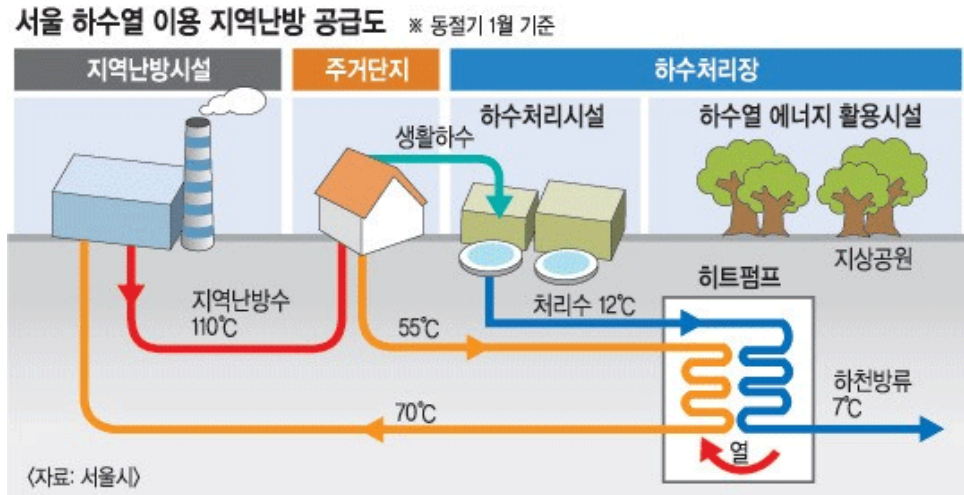 서울 하수열 이용 지역난방 공급도 ※ 동절기 1월 기준
지역난방시설
주거단지
하수처리장
하수처리시설
하수열 에너지 활용시설
생활하수
지상공원
히트펌프
지역난방수
110℃
처리수 12℃
55℃
하천방류
7℃
70℃
열
〈자료: 서울시〉